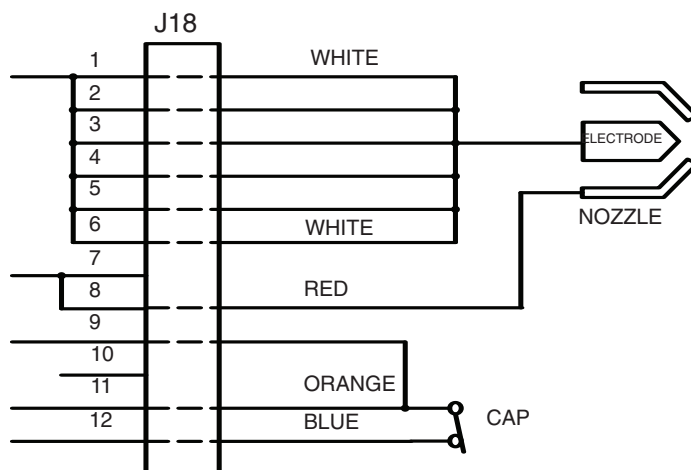 J18
1
WHITE
2
3
ELECTRODE
4
5
NOZZLE
6
WHITE
7
8
RED
9
10
11
ORANGE
12
BLUE
CAP